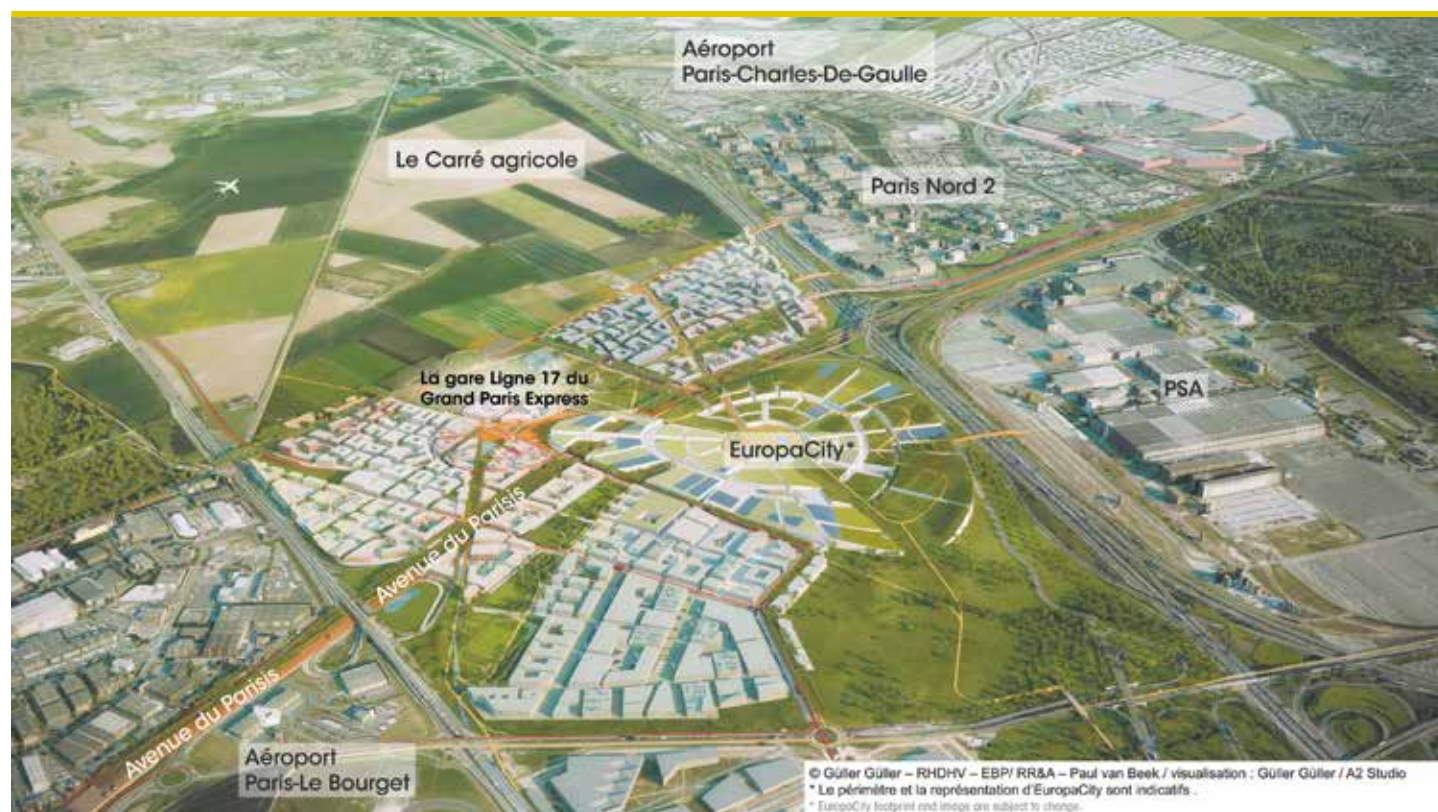 Aéroport
Paris-Charles-De-Gaulle
Le Carré agricole
Paris Nord 2
La gare Ligne 17 du
Grand Paris Express
PSA
EuropaCity*
Avenue du Parisis
Avenue du Parisis
Aéroport
Paris-Le Bourget
© Güller Güller – RHDHV – EBP/ RR&A – Paul van Beek / visualisation : Güller Güller / A2 Studio
* Le périmètre et la représentation d'EuropaCity sont indicatifs .
* EuropaCity footprint and image are subject to change.